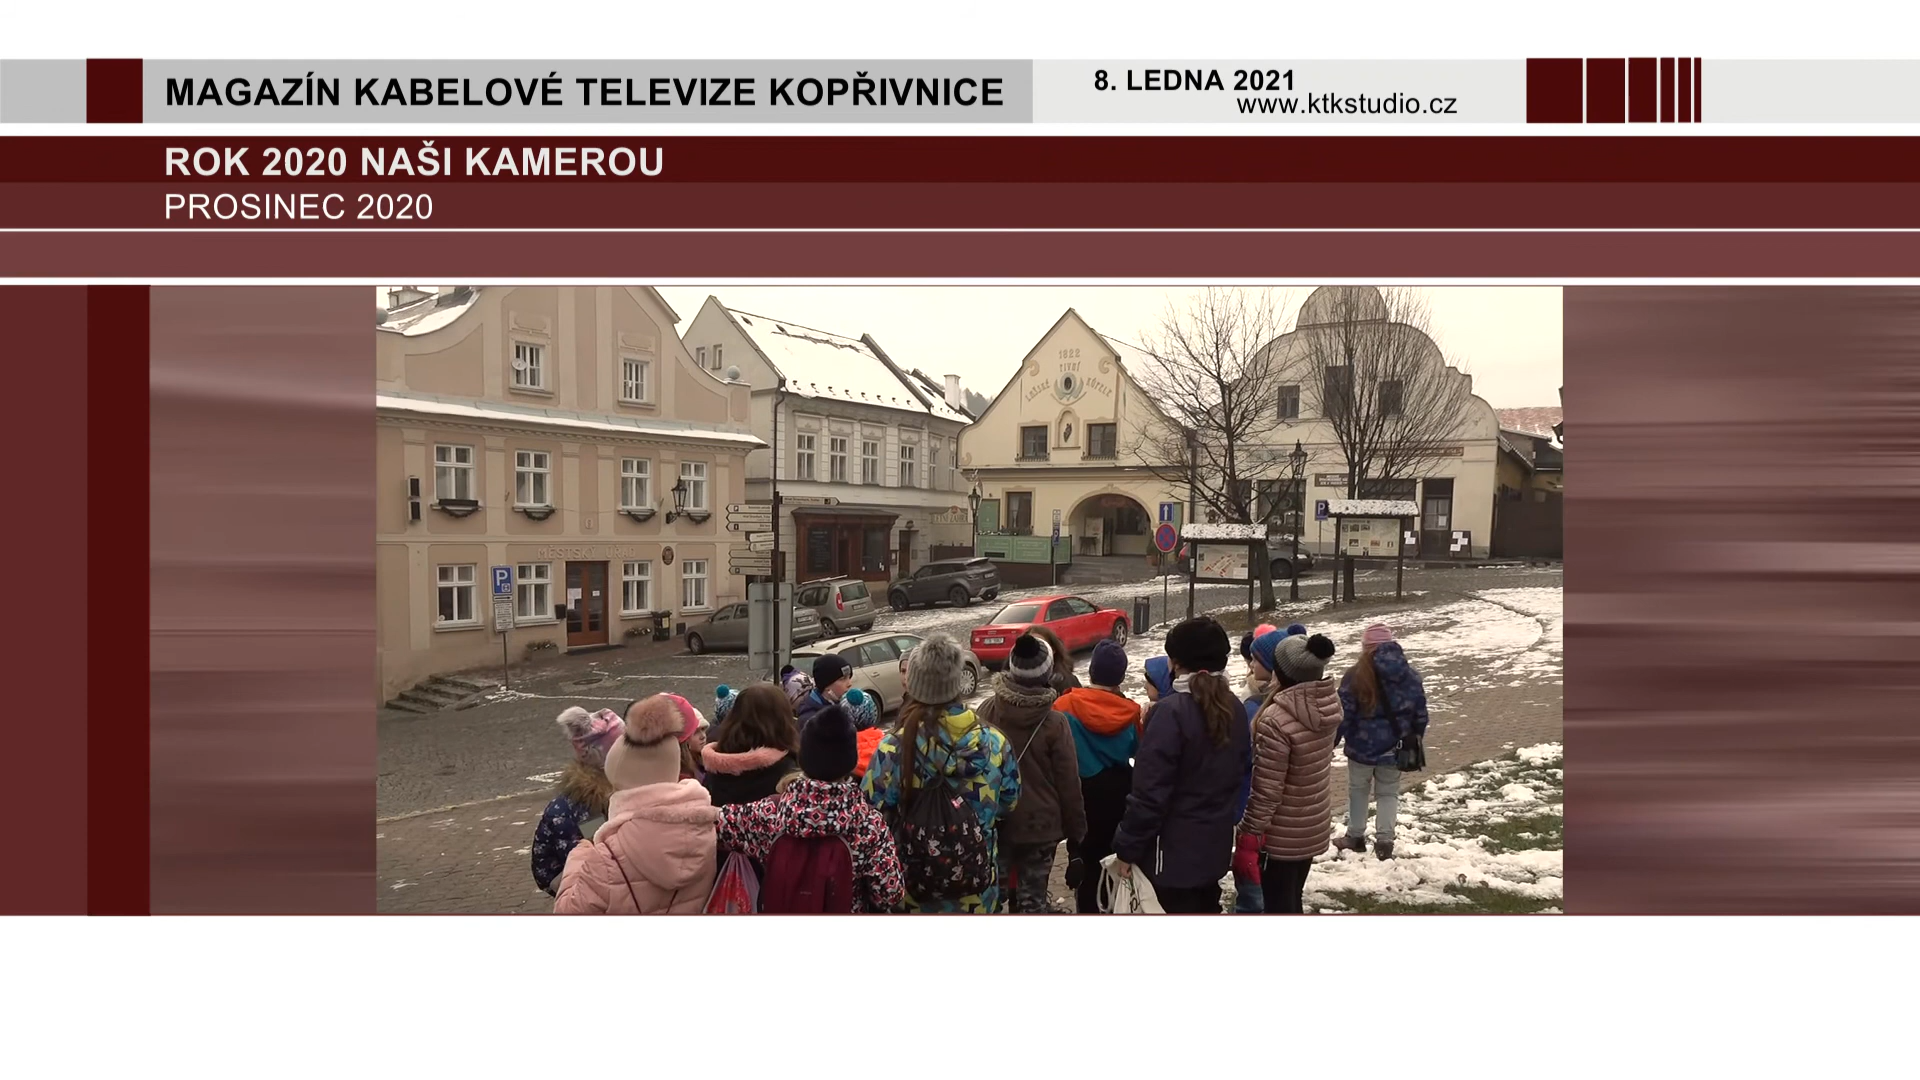 MAGAZÍN KABELOVÉ TELEVIZE KOPŘIVNICE
8. LEDNA 2021
www.ktkstudio.cz
ROK 2020 NAŠI KAMEROU
PROSINEC 2020
1822
MĚSTSKÝ ÚŘAD
P
P